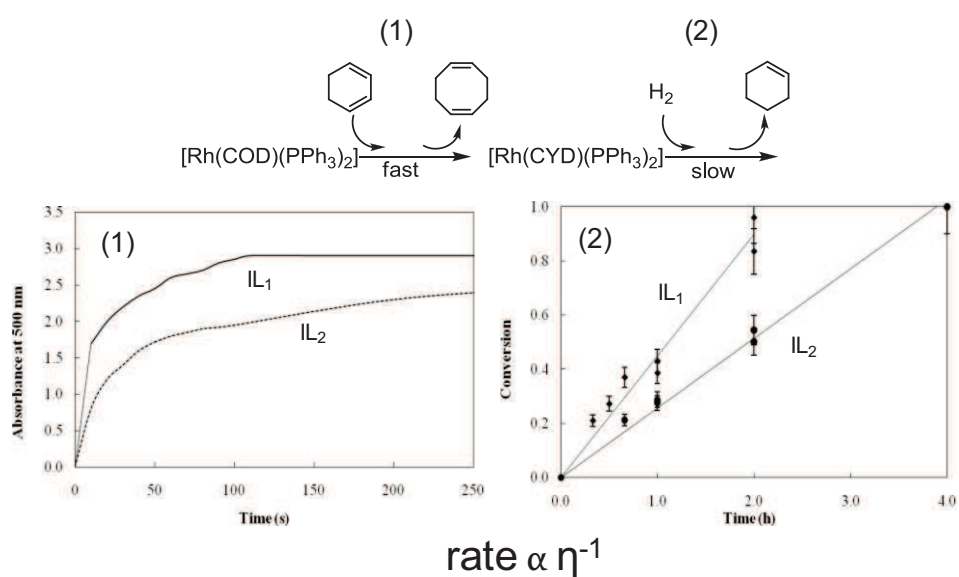 (1) (2)
H2
[Rh(COD)(PPh3)2] fast [Rh(CYD)(PPh3)2] slow
(1)
Absorbance at 500 nm
3.5
3.0
2.5
2.0
1.5
1.0
0.5
0.0
IL1
IL2
0 50 100 150 200 250
Time (s)
(2)
Conversion
1.0
0.8
0.6
0.4
0.2
0.0
IL1
IL2
0.0 1.0 2.0 3.0 4.0
Time (h)
rate α η-1